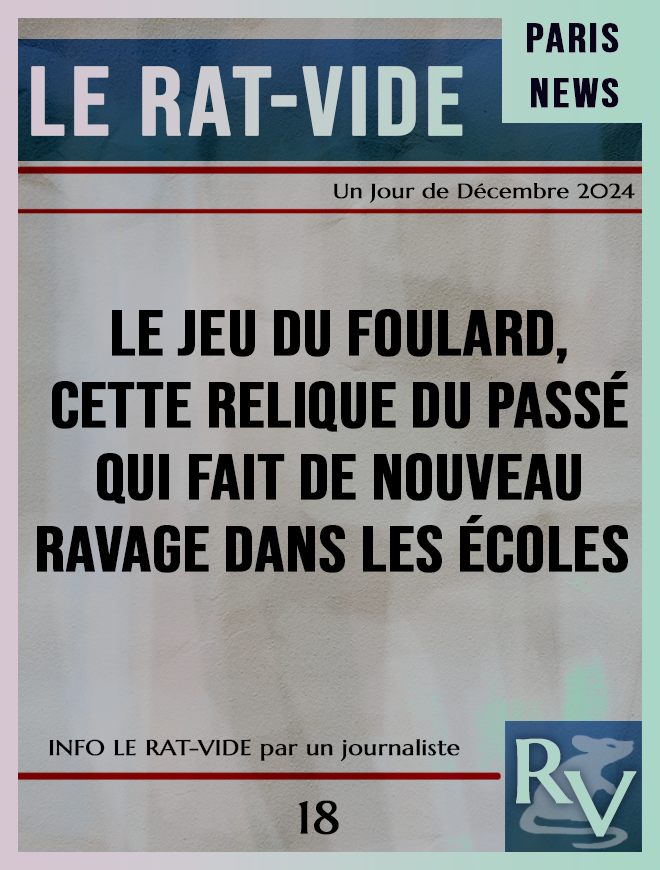 LE RAT-VIDE
PARIS
NEWS
Un Jour de Décembre 2024
LE JEU DU FOULARD,
CETTE RELIQUE DU PASSÉ
QUI FAIT DE NOUVEAU
RAVAGE DANS LES ÉCOLES
INFO LE RAT-VIDE par un journaliste
18
RV